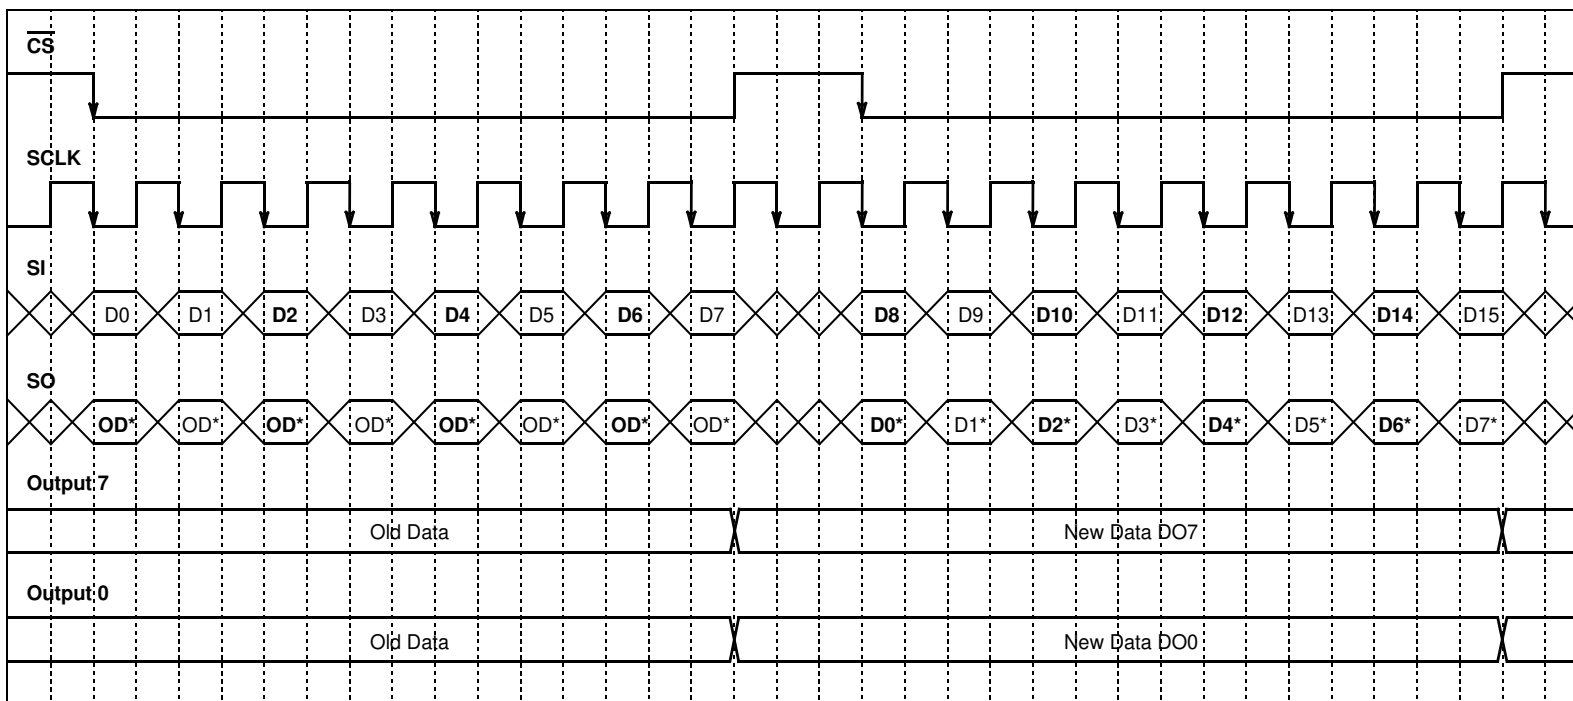 CS
SCLK
SI
D0 D1 D2 D3 D4 D5 D6 D7 D8 D9 D10 D11 D12 D13 D14 D15
SO
OD* OD* OD* OD* OD* OD* OD* OD* D0* D1* D2* D3* D4* D5* D6* D7*
Output 7
Old Data New Data DO7
Output 0
Old Data New Data DO0